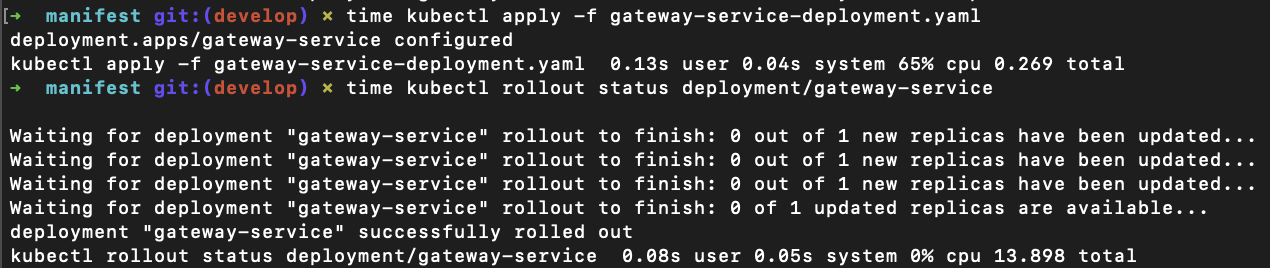 [→ manifest git:(develop) × time kubectl apply -f gateway-service-deployment.yaml
deployment.apps/gateway-service configured
kubectl apply -f gateway-service-deployment.yaml  0.13s user 0.04s system 65% cpu 0.269 total
→ manifest git:(develop) × time kubectl rollout status deployment/gateway-service
Waiting for deployment "gateway-service" rollout to finish: 0 out of 1 new replicas have been updated...
Waiting for deployment "gateway-service" rollout to finish: 0 out of 1 new replicas have been updated...
Waiting for deployment "gateway-service" rollout to finish: 0 out of 1 new replicas have been updated...
Waiting for deployment "gateway-service" rollout to finish: 0 of 1 updated replicas are available...
deployment "gateway-service" successfully rolled out
kubectl rollout status deployment/gateway-service  0.08s user 0.05s system 0% cpu 13.898 total